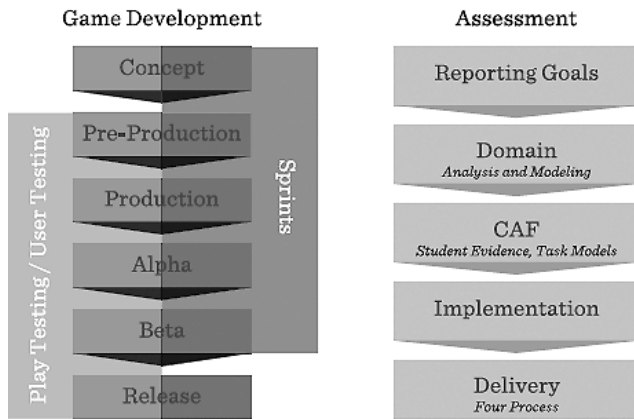 Game Development
Concept
Pre-Production
Production
Alpha
Beta
Release
Play Testing / User Testing
Sprints
Assessment
Reporting Goals
Domain
Analysis and Modeling
CAF
Student Evidence, Task Models
Implementation
Delivery
Four Process